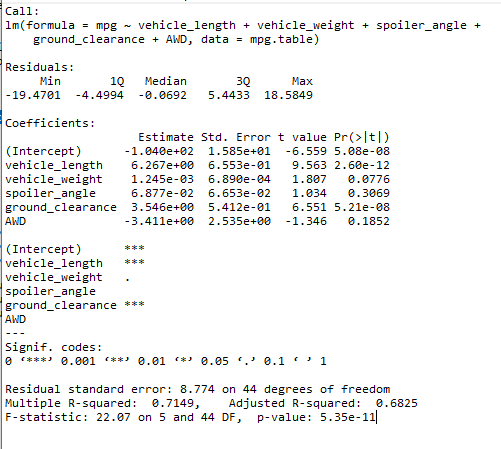 Call:
lm(formula = mpg ~ vehicle_length + vehicle_weight + spoiler_angle +
    ground_clearance + AWD, data = mpg.table)

Residuals:
     Min       1Q   Median       3Q      Max
-19.4701  -4.4994  -0.0692   5.4433  18.5849

Coefficients:
                   Estimate Std. Error t value Pr(>|t|)
(Intercept)      -1.040e+02  1.585e+01  -6.559 5.08e-08
vehicle_length    6.267e+00  6.553e-01   9.563 2.60e-12
vehicle_weight    1.245e-03  6.890e-04   1.807   0.0776
spoiler_angle     6.877e-02  6.653e-02   1.034   0.3069
ground_clearance  3.546e+00  5.412e-01   6.551 5.21e-08
AWD              -3.411e+00  2.535e+00  -1.346   0.1852

(Intercept)      ***
vehicle_length   ***
vehicle_weight   .
spoiler_angle
ground_clearance ***
AWD
---
Signif. codes:
0 ‘***’ 0.001 ‘**’ 0.01 ‘*’ 0.05 ‘.’ 0.1 ‘ ’ 1

Residual standard error: 8.774 on 44 degrees of freedom
Multiple R-squared:  0.7149,    Adjusted R-squared:  0.6825
F-statistic: 22.07 on 5 and 44 DF,  p-value: 5.35e-11